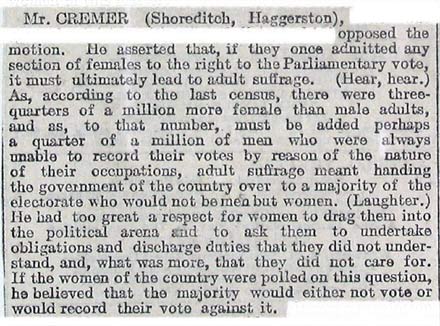 Mr. CREMER (Shoreditch, Haggerston),
opposed the
motion. He asserted that, if they once admitted any
section of females to the right to the Parliamentary vote,
it must ultimately lead to adult suffrage. (Hear, hear.)
As, according to the last census, there were three-
quarters of a million more female than male adults,
and as, to that number, must be added perhaps
a quarter of a million of men who were always
unable to record their votes by reason of the nature
of their occupations, adult suffrage meant handing
the government of the country over to a majority of the
electorate who would not be men but women. (Laughter.)
He had too great a respect for women to drag them into
the political arena and to ask them to undertake
obligations and discharge duties that they did not under-
stand, and, what was more, that they did not care for.
If the women of the country were polled on this question,
he believed that the majority would either not vote or
would record their vote against it.